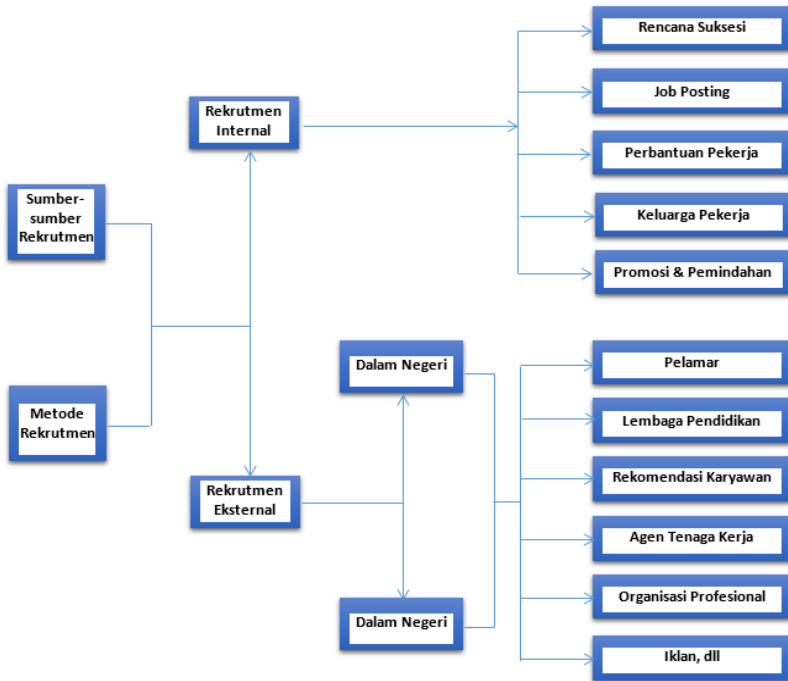 Rencana Suksesi
Job Posting
Rekrutmen
Internal
Perbantuan Pekerja
Sumber-
sumber
Rekrutmen
Keluarga Pekerja
Promosi & Pemindahan
Dalam Negeri
Pelamar
Metode
Rekrutmen
Lembaga Pendidikan
Rekrutmen
Eksternal
Rekomendasi Karyawan
Agen Tenaga Kerja
Organisasi Profesional
Dalam Negeri
Iklan, dll